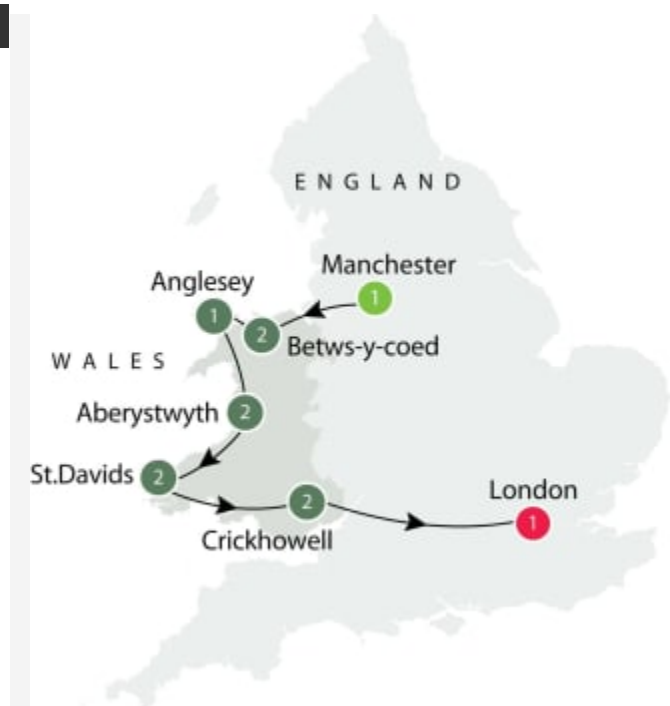 ENGLAND
Manchester
1
Anglesey
1
2
Betws-y-coed
WALES
Aberystwyth 2
St.Davids 2
2
Crickhowell
London
1